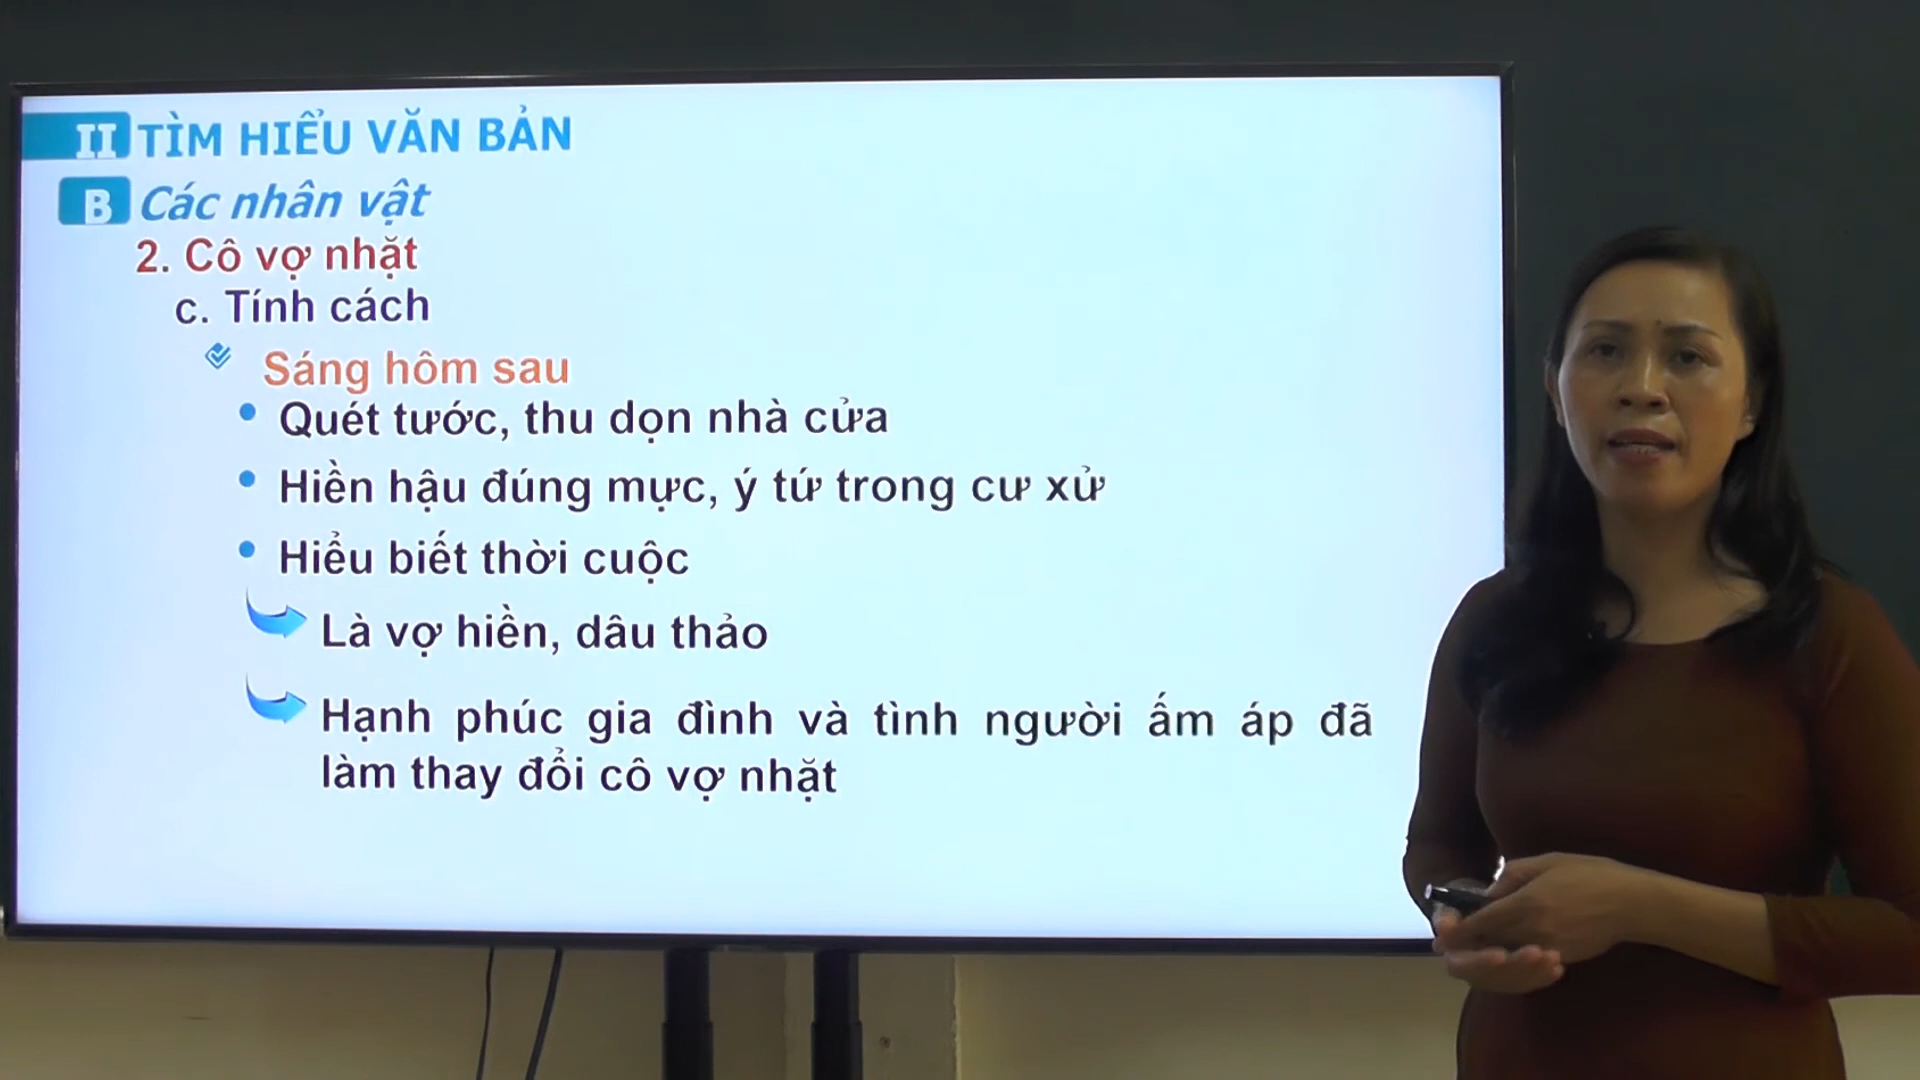 II TÌM HIỂU VĂN BẢN
B Các nhân vật
2. Cô vợ nhặt
c. Tính cách
Sáng hôm sau
• Quét tước, thu dọn nhà cửa
• Hiền hậu đúng mực, ý tứ trong cư xử
• Hiểu biết thời cuộc
Là vợ hiền, dâu thảo
Hạnh phúc gia đình và tình người ấm áp đã
làm thay đổi cô vợ nhặt